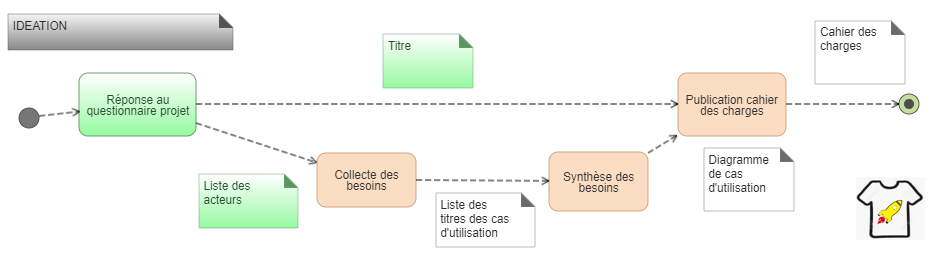 IDEATION
Titre
Cahier des
charges
Réponse au
questionnaire projet
Publication cahier
des charges
Collecte des
besoins
Synthèse des
besoins
Liste des
acteurs
Liste des
titres des cas
d'utilisation
Diagramme
de cas
d'utilisation